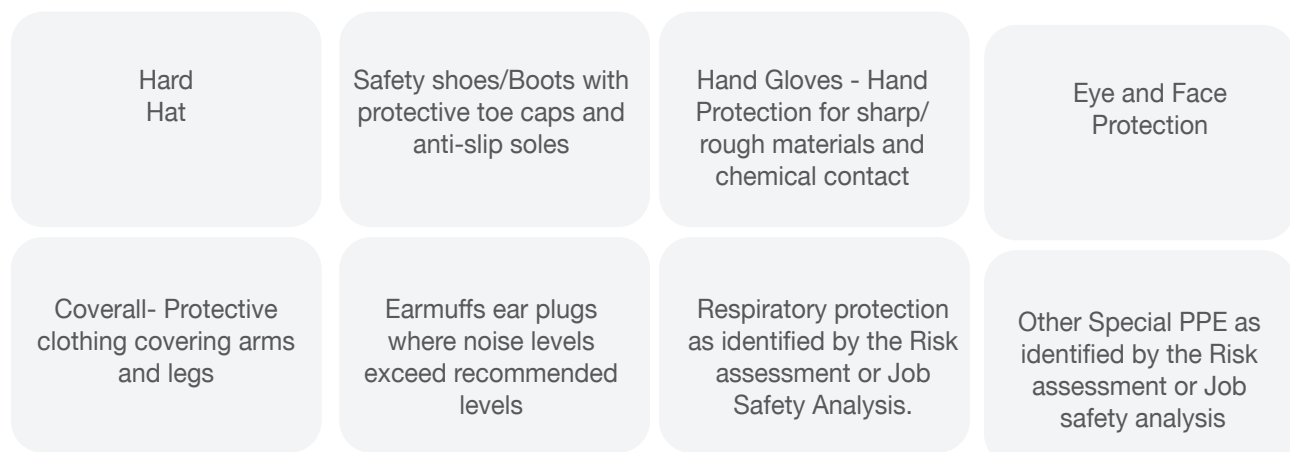 Hard
Hat
Safety shoes/Boots with
protective toe caps and
anti-slip soles
Hand Gloves - Hand
Protection for sharp/
rough materials and
chemical contact
Eye and Face
Protection
Coverall- Protective
clothing covering arms
and legs
Earmuffs ear plugs
where noise levels
exceed recommended
levels
Respiratory protection
as identified by the Risk
assessment or Job
Safety Analysis.
Other Special PPE as
identified by the Risk
assessment or Job
safety analysis